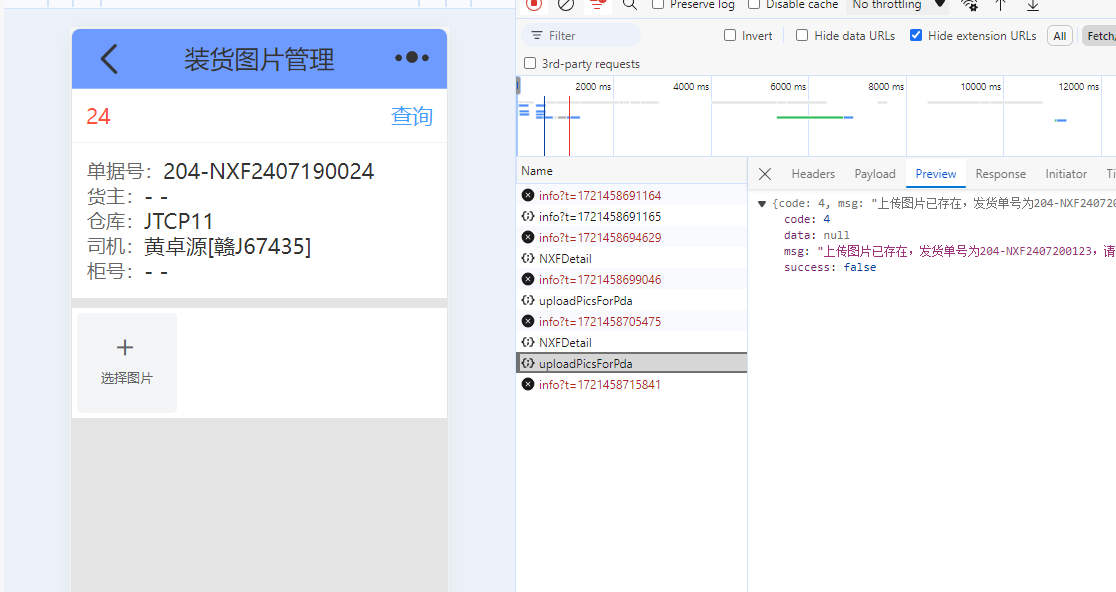 装货图片管理
24
查询
单据号：204-NXF2407190024
货主：- -
仓库：JTCP11
司机：黄卓源[赣J67435]
柜号：- -
选择图片
Preserve log
Disable cache
No throttling
Filter
Invert
Hide data URLs
Hide extension URLs
All
Fetch/
3rd-party requests
2000 ms
4000 ms
6000 ms
8000 ms
10000 ms
12000 ms
Name
info?t=1721458691164
info?t=1721458691165
info?t=1721458694629
NXFDetail
info?t=1721458699046
uploadPicsForPda
info?t=1721458705475
NXFDetail
uploadPicsForPda
info?t=1721458715841
Headers
Payload
Preview
Response
Initiator
Ti
{code: 4, msg: "上传图片已存在，发货单号为204-NXF240720
code: 4
data: null
msg: "上传图片已存在，发货单号为204-NXF2407200123，请
success: false